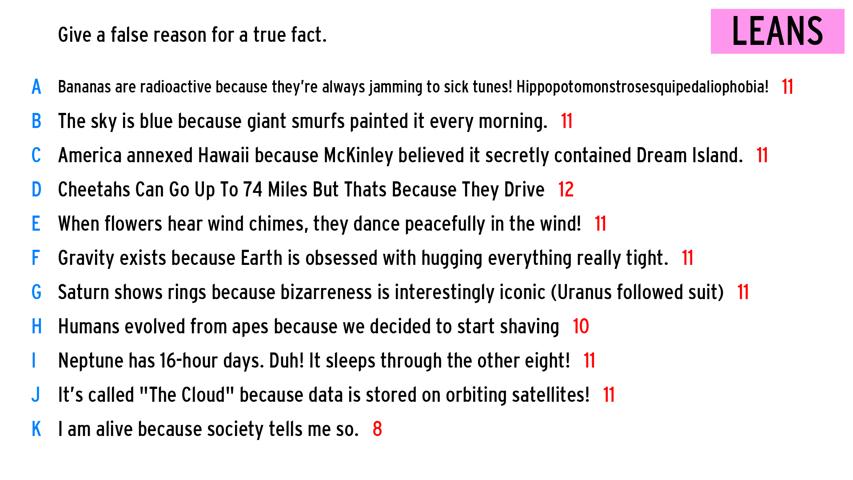 Give a false reason for a true fact.
LEANS
A Bananas are radioactive because they're always jamming to sick tunes! Hippopotomonstrosesquipedaliophobia! 11
B The sky is blue because giant smurfs painted it every morning. 11
C America annexed Hawaii because McKinley believed it secretly contained Dream Island. 11
D Cheetahs Can Go Up To 74 Miles But Thats Because They Drive 12
E When flowers hear wind chimes, they dance peacefully in the wind! 11
F Gravity exists because Earth is obsessed with hugging everything really tight. 11
G Saturn shows rings because bizarreness is interestingly iconic (Uranus followed suit) 11
H Humans evolved from apes because we decided to start shaving 10
I Neptune has 16-hour days. Duh! It sleeps through the other eight! 11
J It's called "The Cloud" because data is stored on orbiting satellites! 11
K I am alive because society tells me so. 8